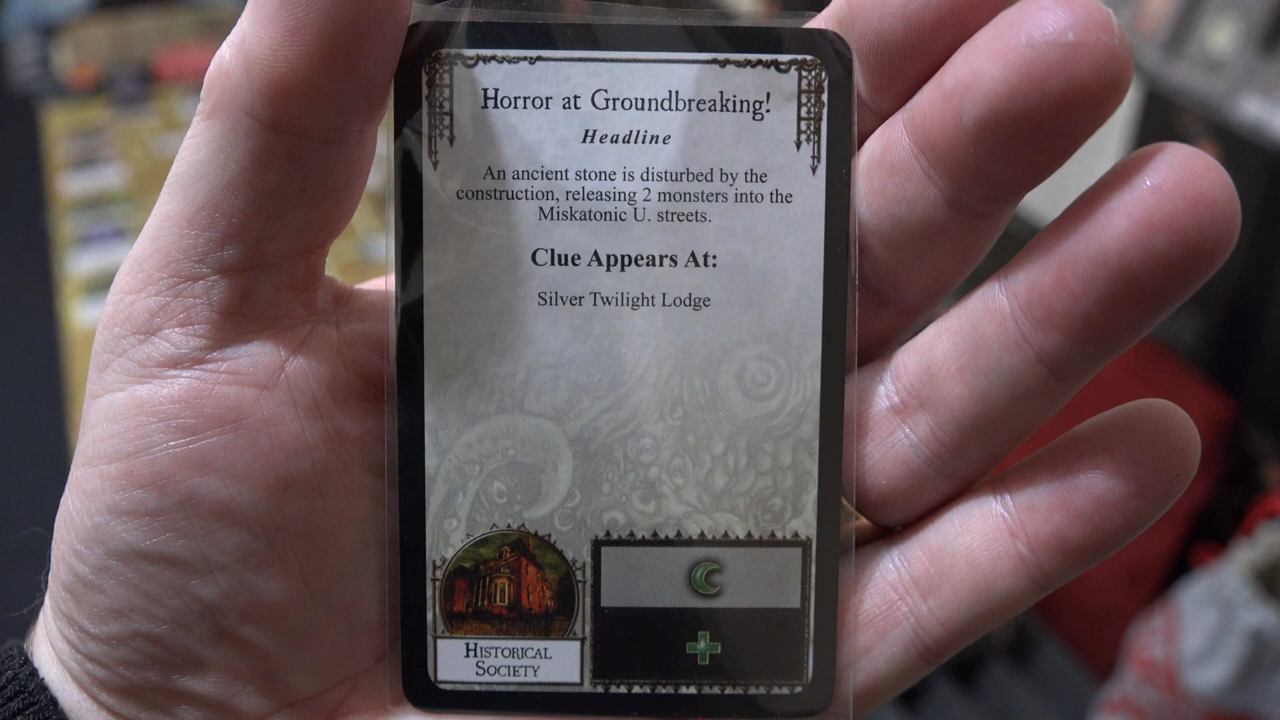 Horror at Groundbreaking!
Headline
An ancient stone is disturbed by the
construction, releasing 2 monsters into the
Miskatonic U. streets.
Clue Appears At:
Silver Twilight Lodge
Historical
Society